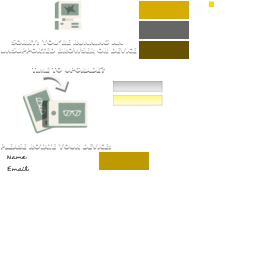 SORRY! YOU'RE RUNNING AN
UNSUPPORTED BROWSER OR DEVICE
TIME TO UPGRADE?
PLEASE ROTATE YOUR DEVICE!
Name
Email